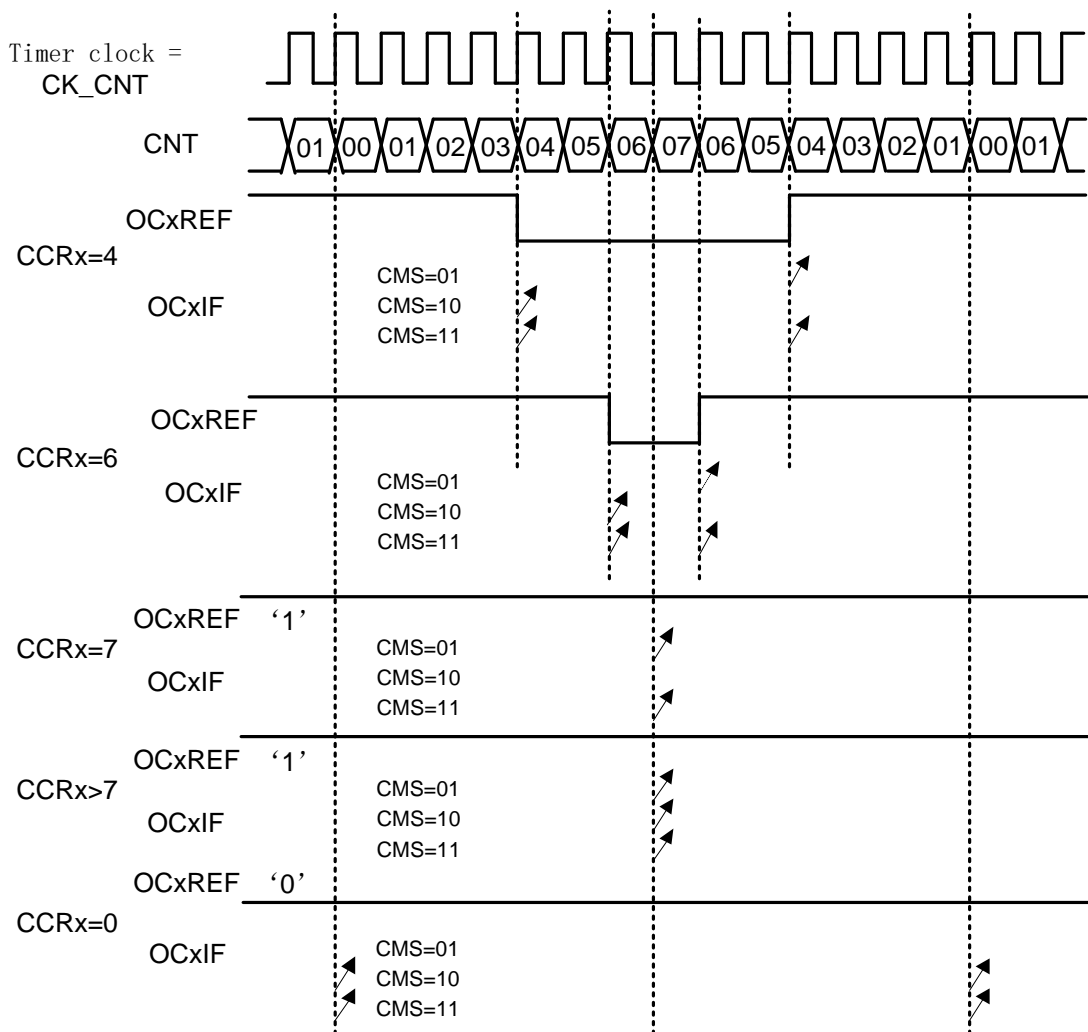 Timer clock =
CK_CNT
CNT 01 00 01 02 03 04 05 06 07 06 05 04 03 02 01 00 01
OCxREF
CCRx=4
CMS=01
OCxIF CMS=10
CMS=11
OCxREF
CCRx=6
CMS=01
OCxIF
CMS=10
CMS=11
OCxREF ‘1’
CCRx=7 CMS=01
OCxIF CMS=10
CMS=11
OCxREF ‘1’
CCRx>7 CMS=01
OCxIF CMS=10
CMS=11
OCxREF ‘0’
CCRx=0
OCxIF CMS=01
CMS=10
CMS=11